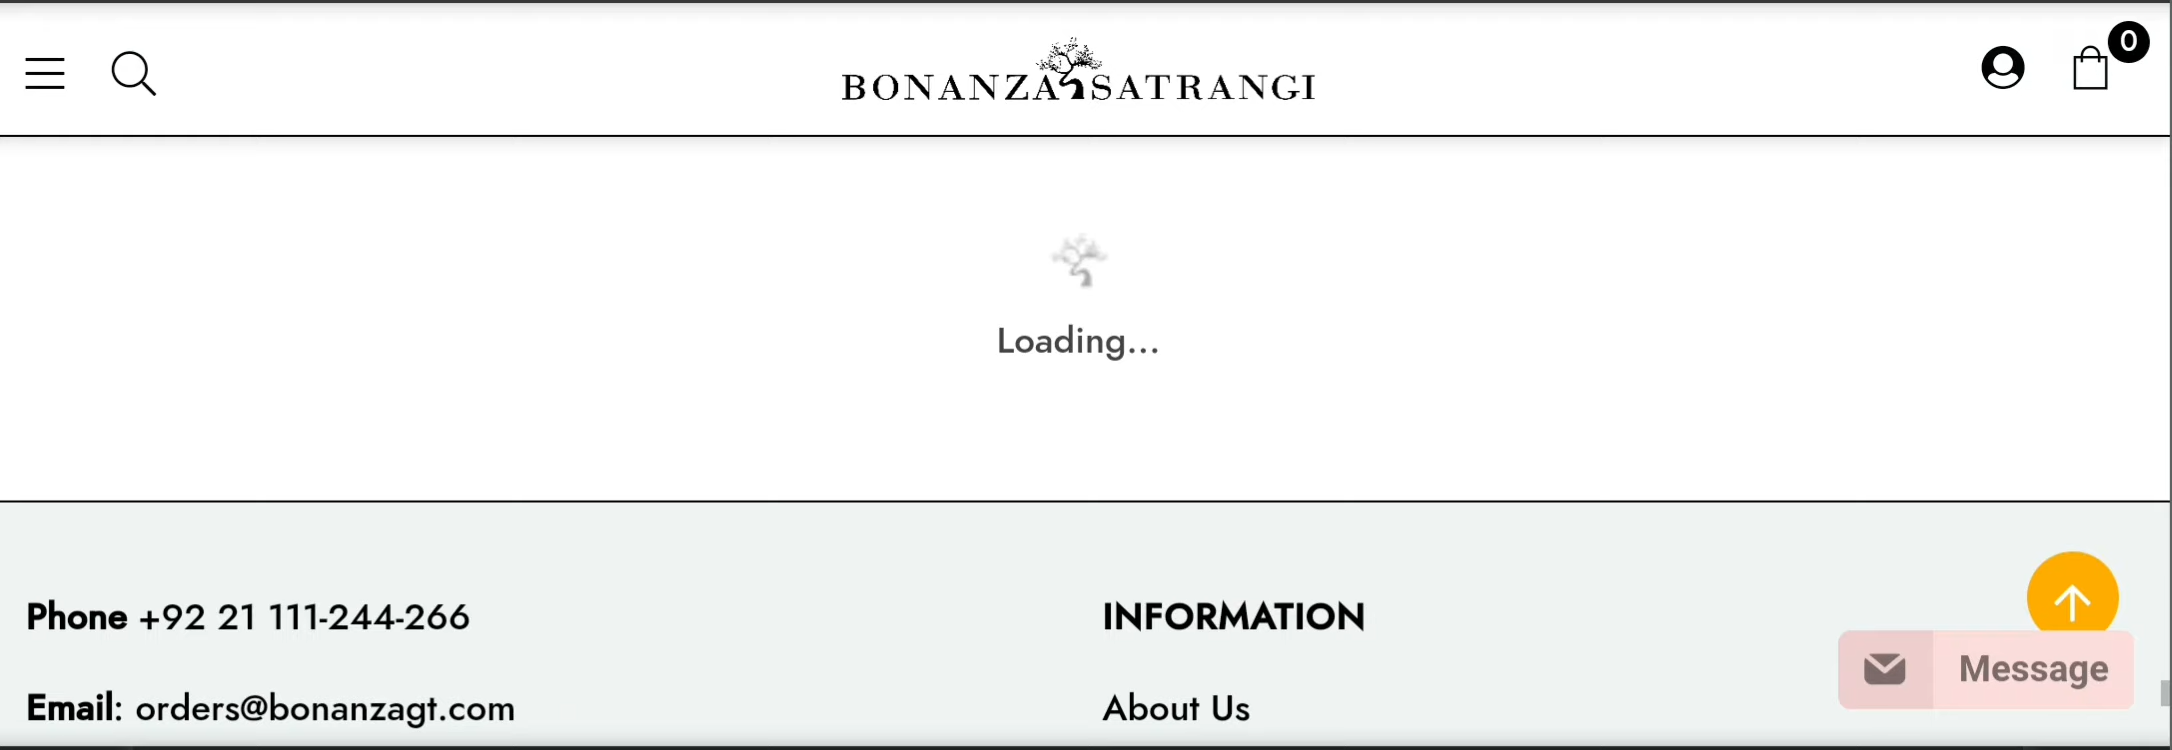 BONANZA SATRANGI
0
Loading...
Phone +92 21 111-244-266
Email: orders@bonanzagt.com
INFORMATION
About Us
Message